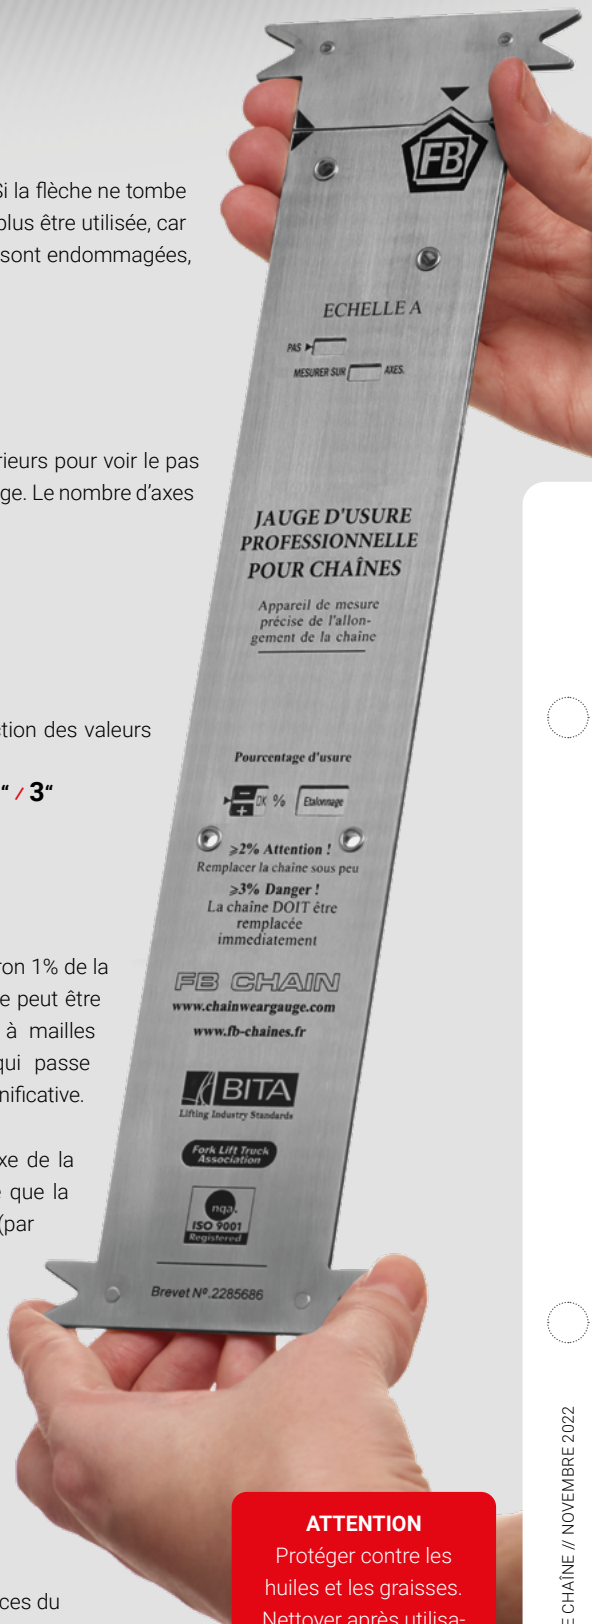 Si la flèche ne tombe
plus être utilisée, car
sont endommagées,
rieurs pour voir le pas
ge. Le nombre d'axes
tion des valeurs
“ / 3“
ron 1% de la
e peut être
à mailles
qui passe
nificative.
xe de la
que la
(par
ces du
FB
ECHELLE A
PAS
MESURER SUR AXES.
JAUGE D'USURE
PROFESSIONNELLE
POUR CHAÎNES
Appareil de mesure
précise de l'allon-
gement de la chaîne
Pourcentage d'usure
- OK % Etalonnage
+
⩾2% Attention !
Remplacer la chaîne sous peu
⩾3% Danger !
La chaîne DOIT être
remplacée
immediatement
FB CHAIN
www.chainweargauge.com
www.fb-chaines.fr
BITA
Lifting Industry Standards
Fork Lift Truck
Association
nqa.
ISO 9001
Registered
Brevet Nº.2285686
ATTENTION
Protéger contre les
huiles et les graisses.
Nettoyer après utilisa-
E CHAÎNE // NOVEMBRE 2022